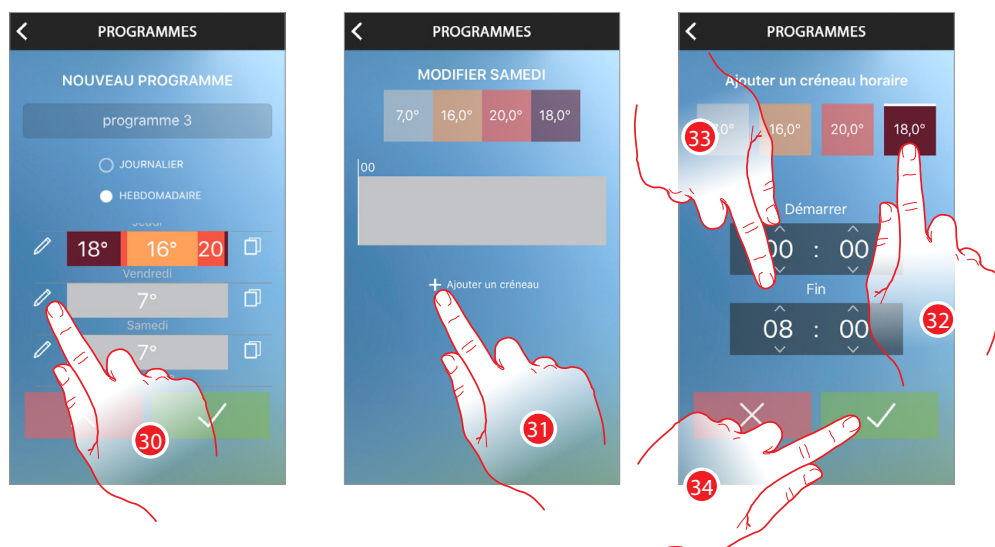 PROGRAMMES
NOUVEAU PROGRAMME
programme 3
JOURNALIER
HEBDOMADAIRE
18° 16° 20
Vendredi
7°
Samedi
7°
30
PROGRAMMES
MODIFIER SAMEDI
7,0° 16,0° 20,0° 18,0°
00
Ajouter un créneau
31
PROGRAMMES
Ajouter un créneau horaire
16,0° 20,0° 18,0°
33
Démarrer
00 : 00
Fin
32
08 : 00
34